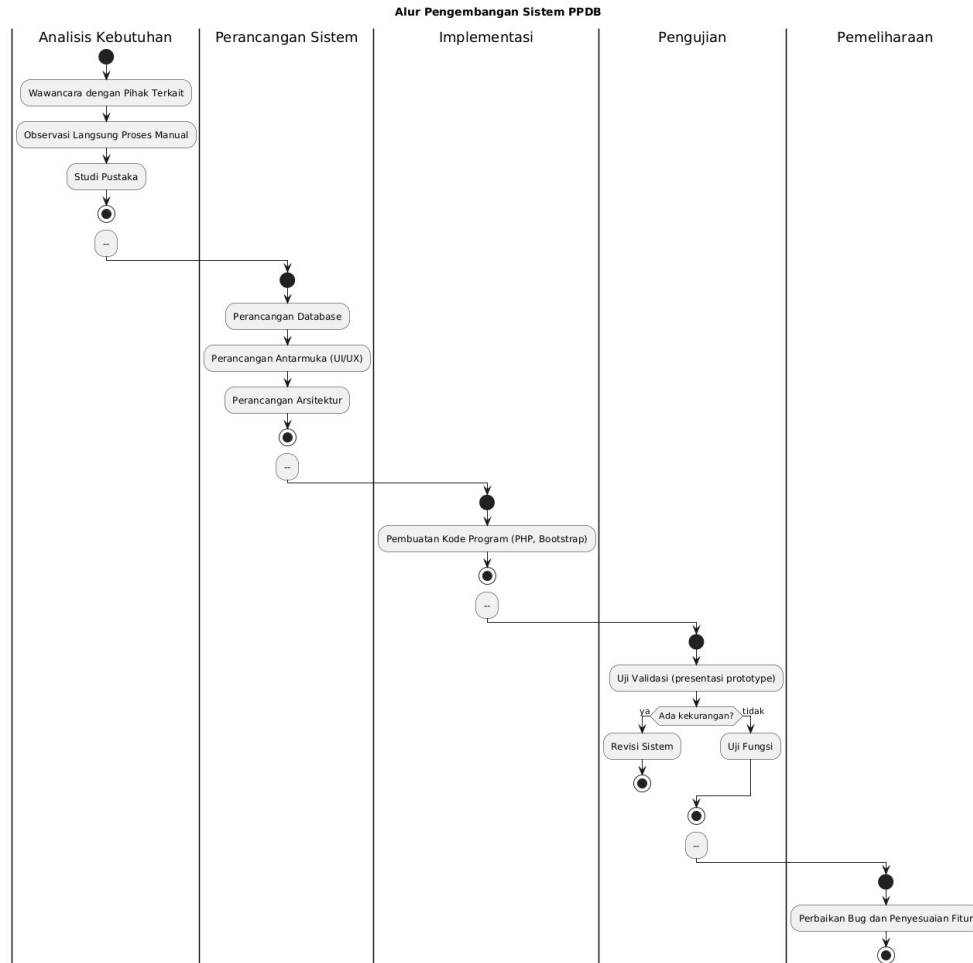 Alur Pengembangan Sistem PPDB
Analisis Kebutuhan
Perancangan Sistem
Implementasi
Pengujian
Pemeliharaan
Wawancara dengan Pihak Terkait
Observasi Langsung Proses Manual
Studi Pustaka
--
Perancangan Database
Perancangan Antarmuka (UI/UX)
Perancangan Arsitektur
--
Pembuatan Kode Program (PHP, Bootstrap)
--
Uji Validasi (presentasi prototype)
ya
Ada kekurangan?
tidak
Revisi Sistem
Uji Fungsi
--
Perbaikan Bug dan Penyesuaian Fitur